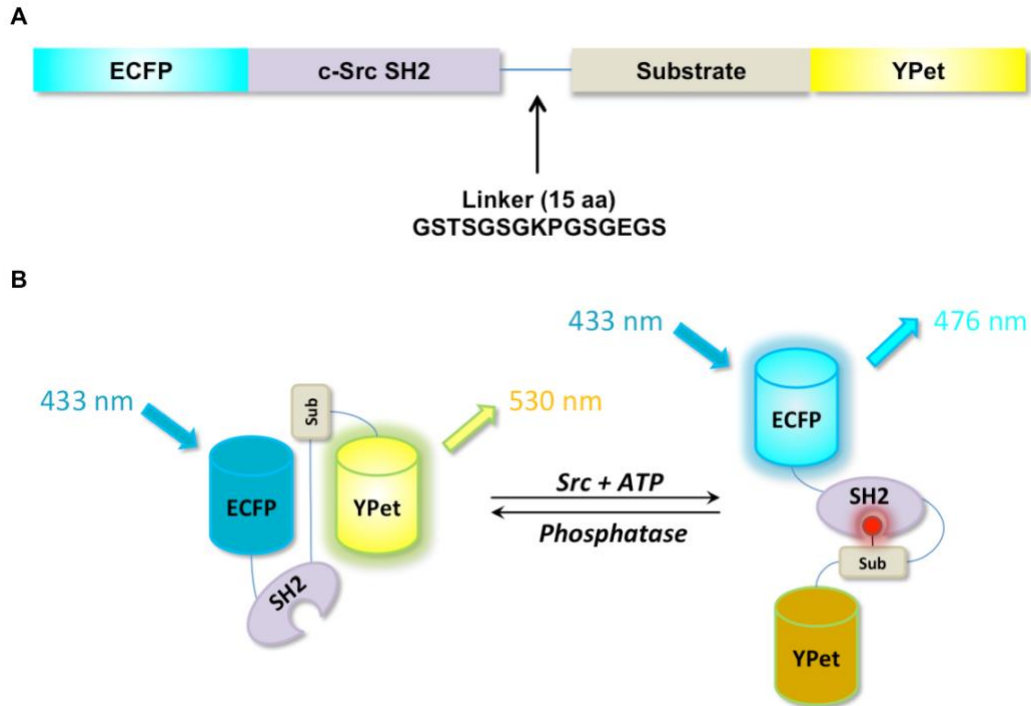 A
ECFP c-Src SH2 Substrate YPet
Linker (15 aa)
GSTSGSGKPGSGEGS
B
433 nm
Sub
530 nm
ECFP
YPet
SH2
Src + ATP
Phosphatase
433 nm
476 nm
ECFP
SH2
Sub
YPet